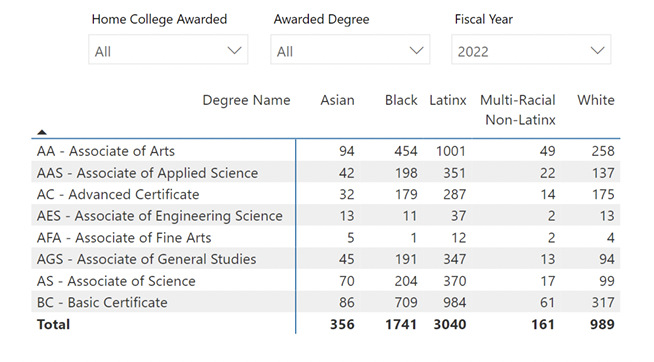 Home College Awarded Awarded Degree Fiscal Year
All All 2022
Degree Name Asian Black Latinx Multi-Racial White
Non-Latinx
AA - Associate of Arts 94 454 1001 49 258
AAS - Associate of Applied Science 42 198 351 22 137
AC - Advanced Certificate 32 179 287 14 175
AES - Associate of Engineering Science 13 11 37 2 13
AFA - Associate of Fine Arts 5 1 12 2 4
AGS - Associate of General Studies 45 191 347 13 94
AS - Associate of Science 70 204 370 17 99
BC - Basic Certificate 86 709 984 61 317
Total 356 1741 3040 161 989